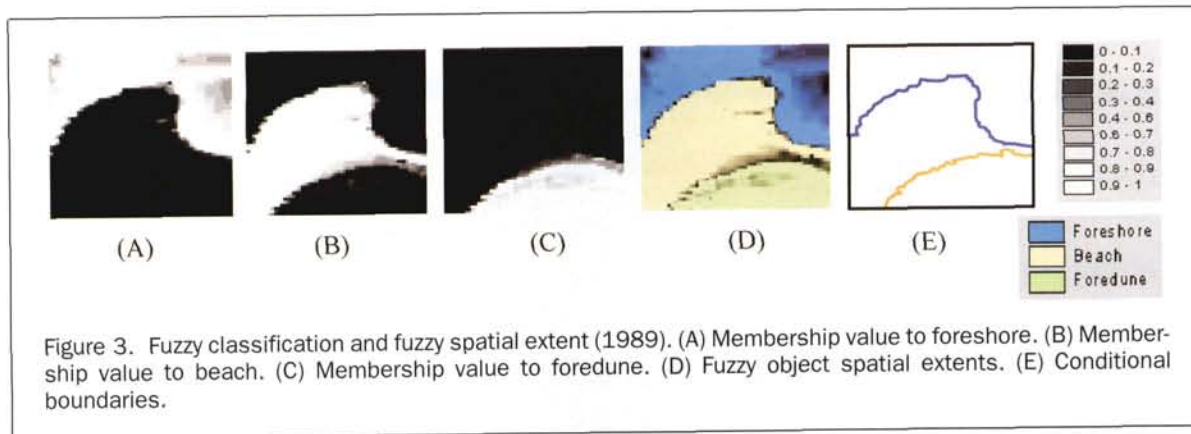 0 - 0.1
0.1 - 0.2
0.2 - 0.3
0.3 - 0.4
0.4 - 0.6
0.6 - 0.7
0.7 - 0.8
0.8 - 0.9
0.9 - 1
(A) (B) (C) (D) (E)
Foreshore
Beach
Foredune
Figure 3. Fuzzy classification and fuzzy spatial extent (1989). (A) Membership value to foreshore. (B) Member-
ship value to beach. (C) Membership value to foredune. (D) Fuzzy object spatial extents. (E) Conditional
boundaries.